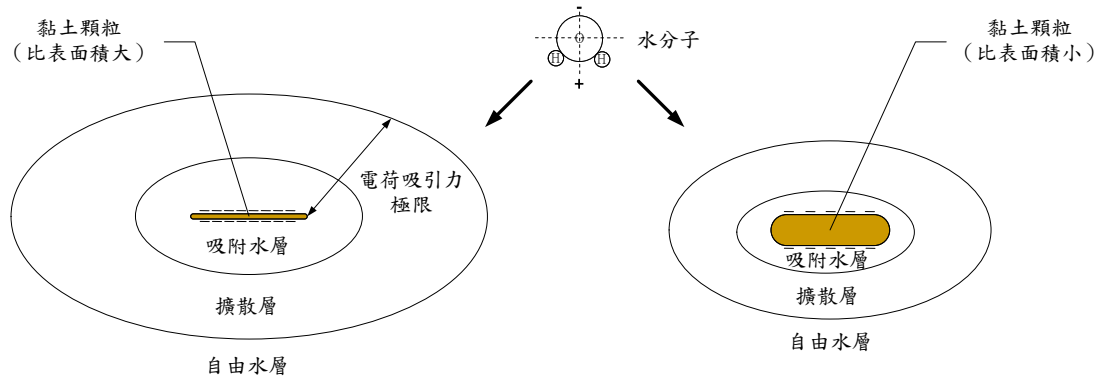 黏土顆粒
（比表面積大）
-
O
H
H
+
水分子
黏土顆粒
（比表面積小）
電荷吸引力
極限
吸附水層
擴散層
自由水層
吸附水層
擴散層
自由水層